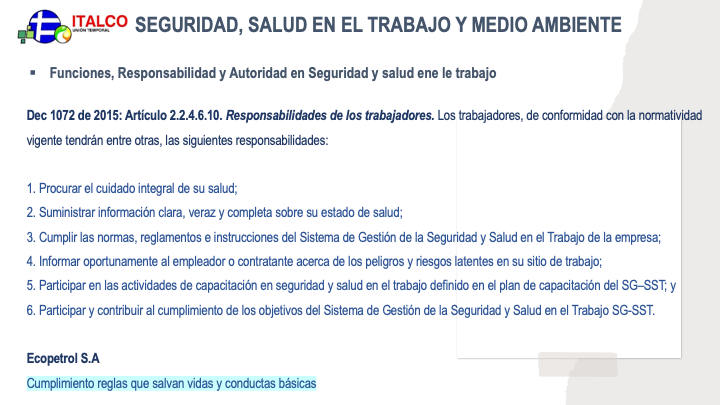 ITALCO
UNIÓN TEMPORAL
SEGURIDAD, SALUD EN EL TRABAJO Y MEDIO AMBIENTE
▪ Funciones, Responsabilidad y Autoridad en Seguridad y salud ene le trabajo
Dec 1072 de 2015: Artículo 2.2.4.6.10. Responsabilidades de los trabajadores. Los trabajadores, de conformidad con la normatividad
vigente tendrán entre otras, las siguientes responsabilidades:
1. Procurar el cuidado integral de su salud;
2. Suministrar información clara, veraz y completa sobre su estado de salud;
3. Cumplir las normas, reglamentos e instrucciones del Sistema de Gestión de la Seguridad y Salud en el Trabajo de la empresa;
4. Informar oportunamente al empleador o contratante acerca de los peligros y riesgos latentes en su sitio de trabajo;
5. Participar en las actividades de capacitación en seguridad y salud en el trabajo definido en el plan de capacitación del SG–SST; y
6. Participar y contribuir al cumplimiento de los objetivos del Sistema de Gestión de la Seguridad y Salud en el Trabajo SG-SST.
Ecopetrol S.A
Cumplimiento reglas que salvan vidas y conductas básicas